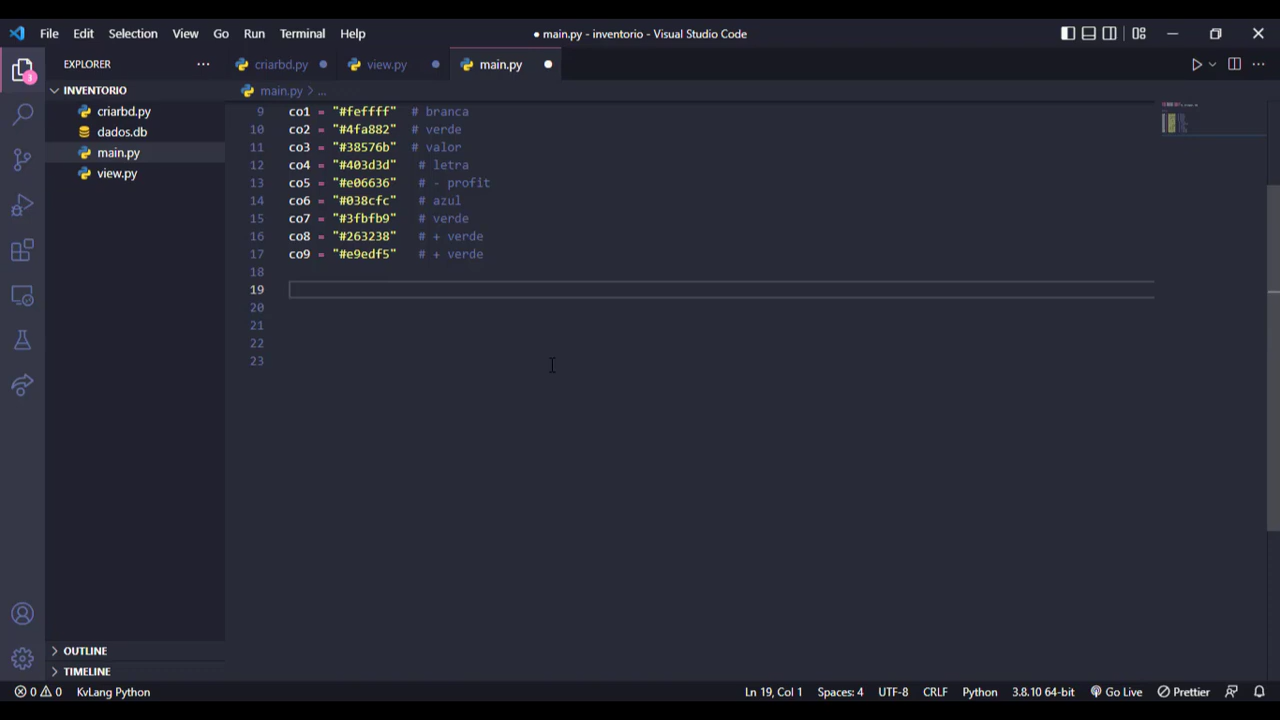 File Edit Selection View Go Run Terminal Help ● main.py - inventorio - Visual Studio Code
EXPLORER ··· criarbd.py ● view.py ● main.py ●
INVENTORIO
criarbd.py
dados.db
main.py
view.py
OUTLINE
TIMELINE
main.py > ...
9 co1 = "#feffff" # branca
10 co2 = "#4fa882" # verde
11 co3 = "#38576b" # valor
12 co4 = "#403d3d" # letra
13 co5 = "#e06636" # - profit
14 co6 = "#038cfc" # azul
15 co7 = "#3fbfb9" # verde
16 co8 = "#263238" # + verde
17 co9 = "#e9edf5" # + verde
18
19
20
21
22
23
3
0 0 KvLang Python Ln 19, Col 1 Spaces: 4 UTF-8 CRLF Python 3.8.10 64-bit Go Live Prettier